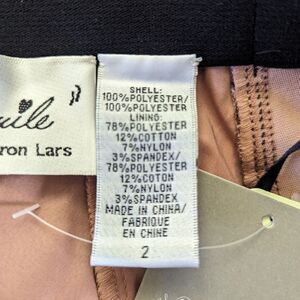 ron Lars
SHELL:
100%POLYESTER/
100%POLYESTER
LINING:
78%POLYESTER
12%COTTON
7%NYLON
3%SPANDEX/
78%POLYESTER
12%COTON
7%NYLON
3%SPANDEX
MADE IN CHINA/
FABRIQUE
EN CHINE
2